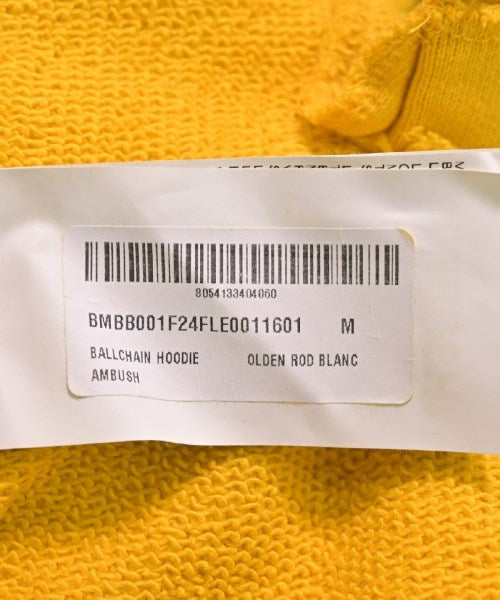 8054133404060
BMBB001F24FLE0011601 M
BALLCHAIN HOODIE OLDEN ROD BLANC
AMBUSH